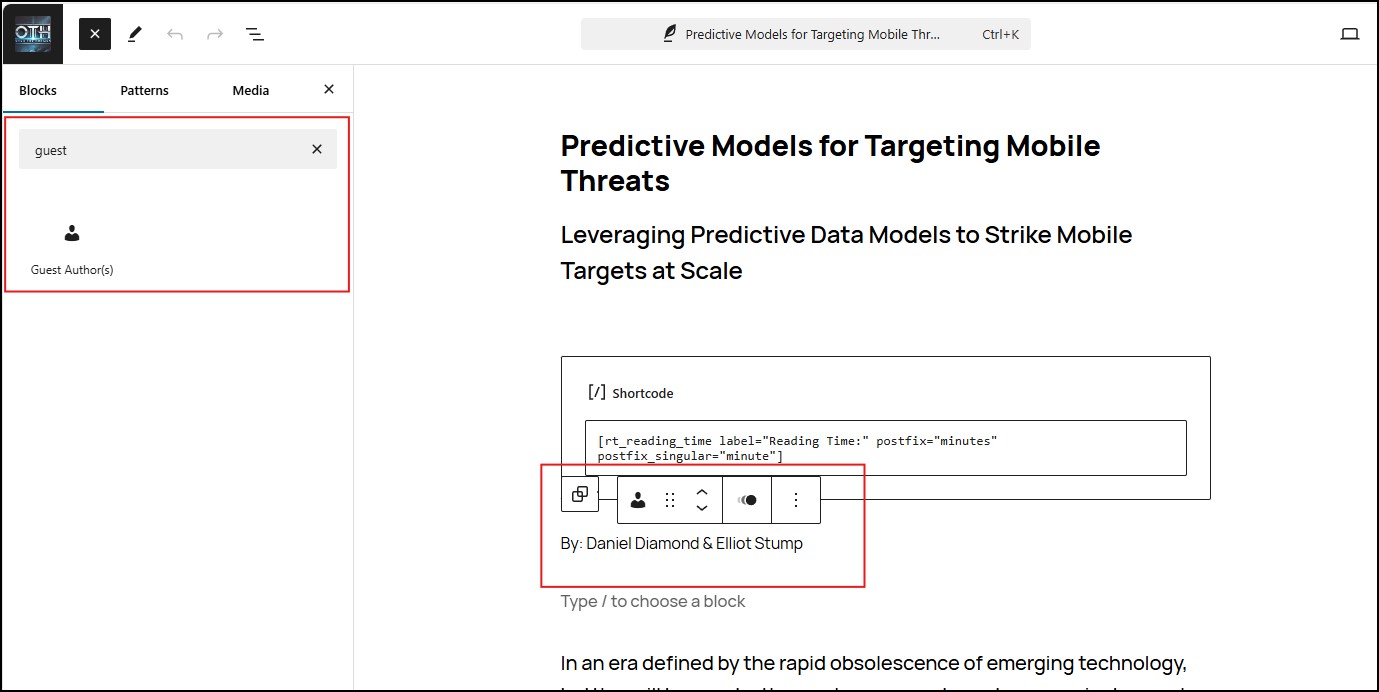 OTH
Predictive Models for Targeting Mobile Thr...
Ctrl+K
Blocks
Patterns
Media
guest
Guest Author(s)
Predictive Models for Targeting Mobile
Threats
Leveraging Predictive Data Models to Strike Mobile
Targets at Scale
[/] Shortcode
[rt_reading_time label="Reading Time:" postfix="minutes"
postfix_singular="minute"]
By: Daniel Diamond & Elliot Stump
Type / to choose a block
In an era defined by the rapid obsolescence of emerging technology,